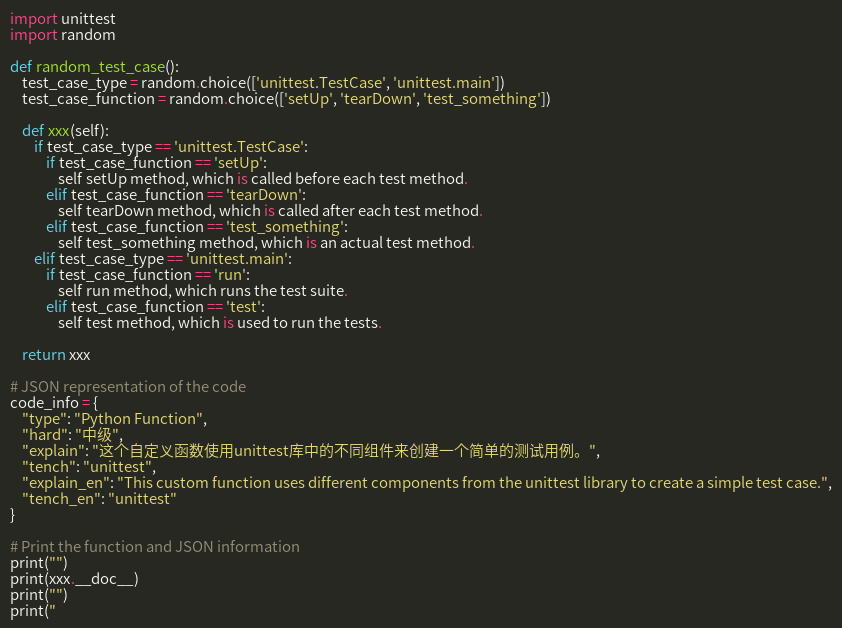 import unittest
import random

def random_test_case():
    test_case_type = random.choice(['unittest.TestCase', 'unittest.main'])
    test_case_function = random.choice(['setUp', 'tearDown', 'test_something'])

    def xxx(self):
        if test_case_type == 'unittest.TestCase':
            if test_case_function == 'setUp':
                self setUp method, which is called before each test method.
            elif test_case_function == 'tearDown':
                self tearDown method, which is called after each test method.
            elif test_case_function == 'test_something':
                self test_something method, which is an actual test method.
        elif test_case_type == 'unittest.main':
            if test_case_function == 'run':
                self run method, which runs the test suite.
            elif test_case_function == 'test':
                self test method, which is used to run the tests.

    return xxx

# JSON representation of the code
code_info = {
    "type": "Python Function",
    "hard": "中级",
    "explain": "这个自定义函数使用unittest库中的不同组件来创建一个简单的测试用例。",
    "tench": "unittest",
    "explain_en": "This custom function uses different components from the unittest library to create a simple test case.",
    "tench_en": "unittest"
}

# Print the function and JSON information
print("")
print(xxx.__doc__)
print("")
print("